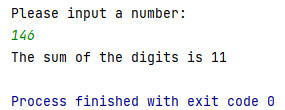 Please input a number:
146
The sum of the digits is 11
Process finished with exit code 0